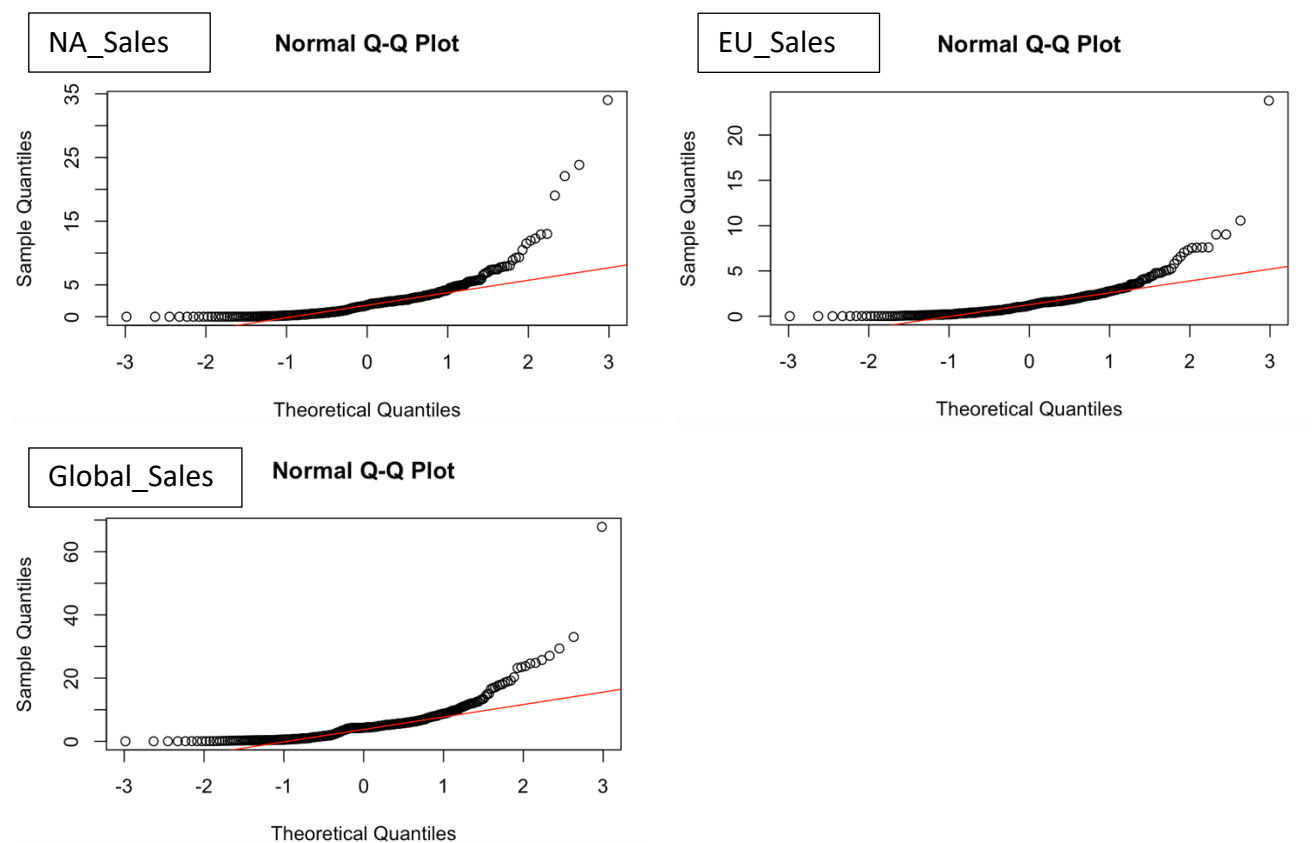 NA_Sales
Normal Q-Q Plot
Sample Quantiles
0 5 15 25 35
-3 -2 -1 0 1 2 3
Theoretical Quantiles
EU_Sales
Normal Q-Q Plot
Sample Quantiles
0 5 10 15 20
-3 -2 -1 0 1 2 3
Theoretical Quantiles
Global_Sales
Normal Q-Q Plot
Sample Quantiles
0 20 40 60
-3 -2 -1 0 1 2 3
Theoretical Quantiles